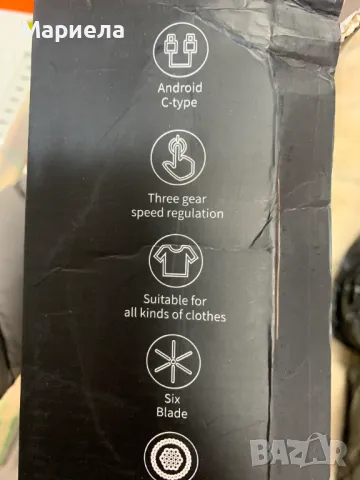 Мариела
Android
C-type
Three gear
speed regulation
Suitable for
all kinds of clothes
Six
Blade
BAZAR